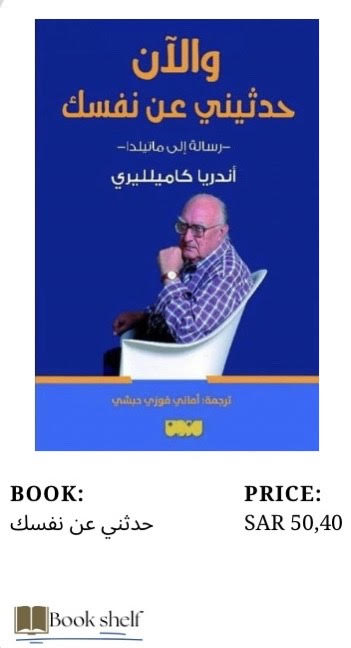 والآن
حدثيني عن نفسك
–رسالة إلى ماتيلدا–
أندريا كاميلليري
ترجمة: أماني فوزي حبشي
BOOK:
حدثني عن نفسك
PRICE:
SAR 50,40
Book shelf